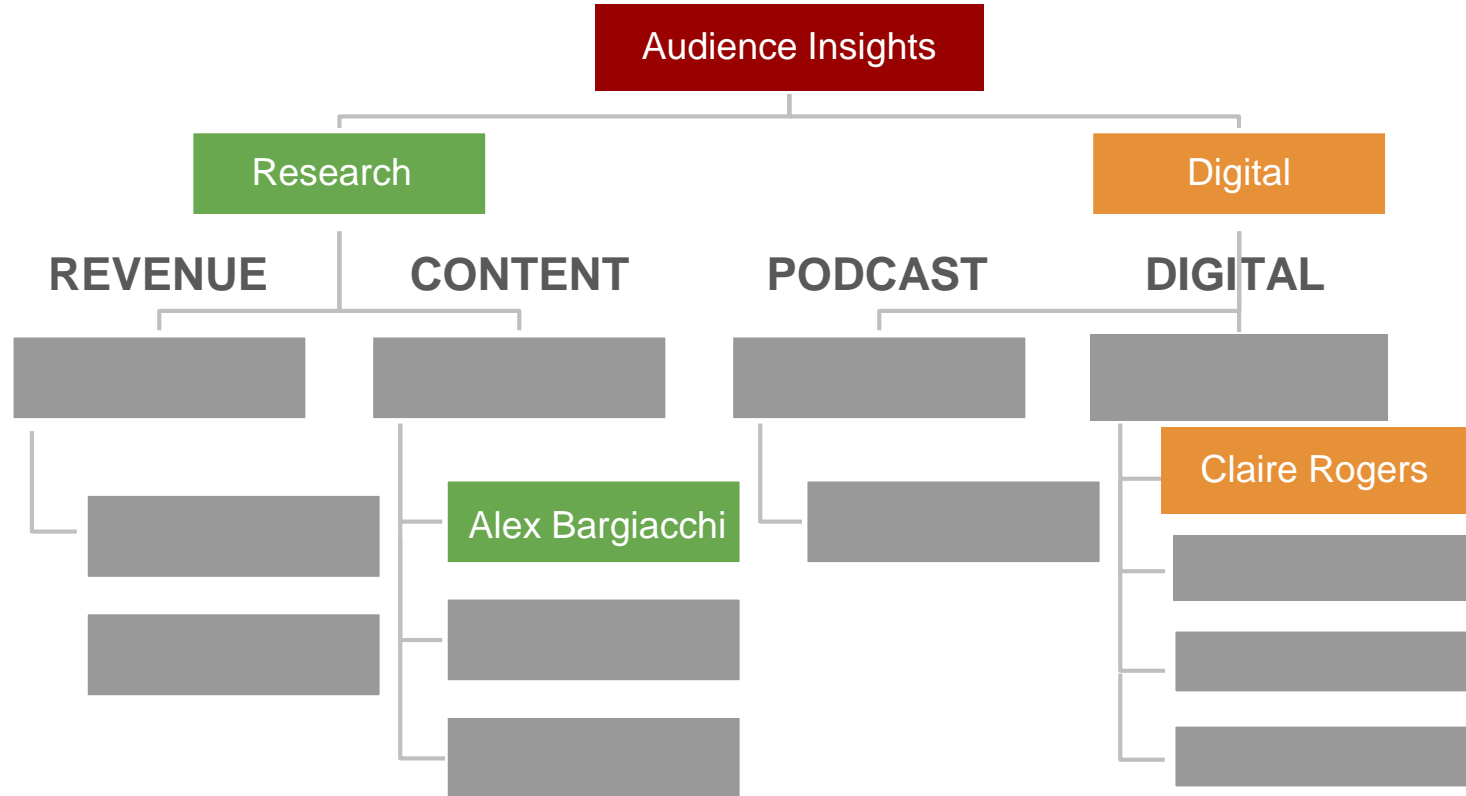 Audience Insights
Research
Digital
REVENUE
CONTENT
PODCAST
DIGITAL
Claire Rogers
Alex Bargiacchi